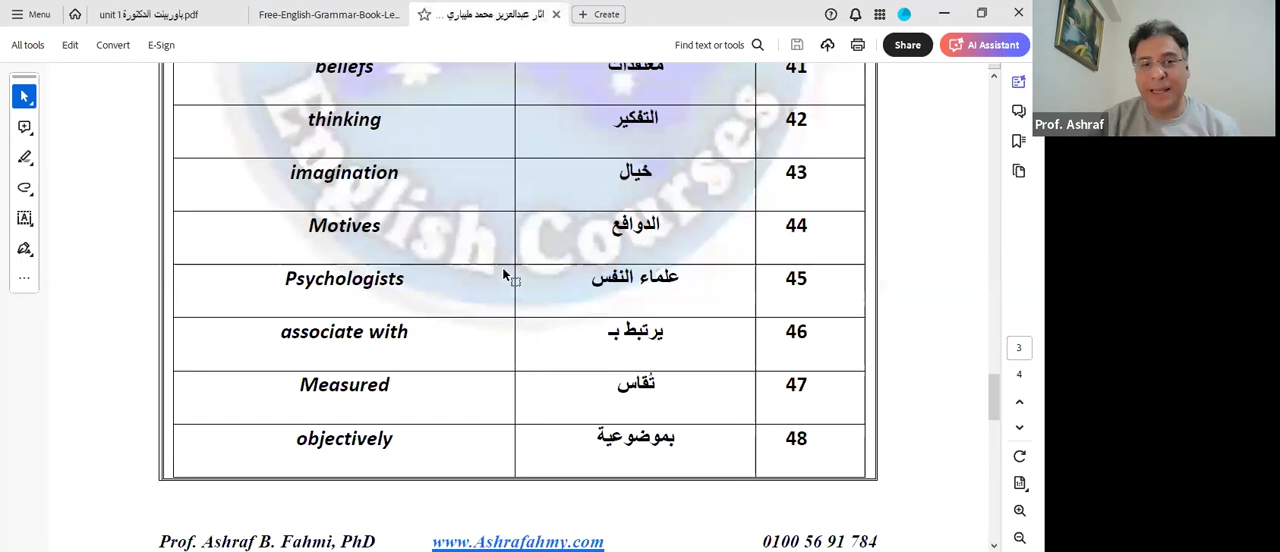 Menu unit 1 باوربينت الدكتورة.pdf Free-English-Grammar-Book-Le... اثار عبدالعزيز محمد مليباري ... Create
All tools Edit Convert E-Sign Find text or tools Share AI Assistant
Prof. Ashraf
beliefs معتقدات 41
thinking التفكير 42
imagination خيال 43
Motives الدوافع 44
Psychologists علماء النفس 45
associate with يرتبط بـ 46
Measured تُقاس 47
objectively بموضوعية 48
English Courses
3
4
Prof. Ashraf B. Fahmi, PhD www.Ashrafahmy.com 0100 56 91 784